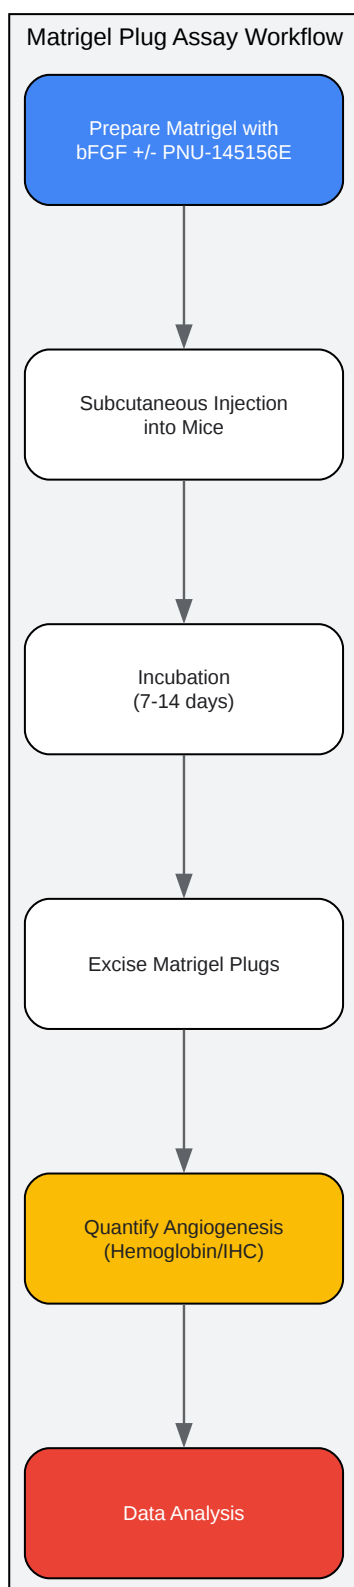 Matrigel Plug Assay Workflow
Prepare Matrigel with
bFGF +/- PNU-145156E
Subcutaneous Injection
into Mice
Incubation
(7-14 days)
Excise Matrigel Plugs
Quantify Angiogenesis
(Hemoglobin/IHC)
Data Analysis